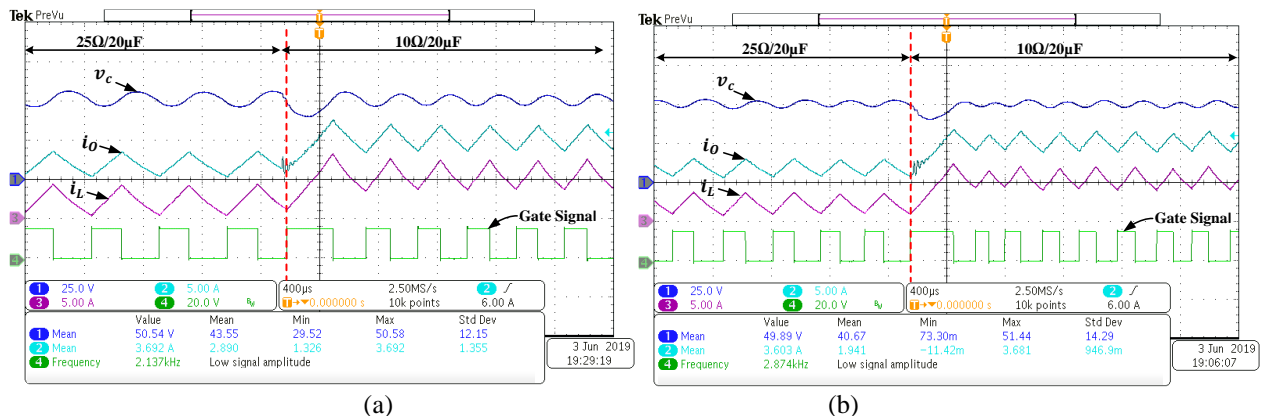 Tek PreVu
T
T
25Ω/20µF
10Ω/20µF
v_c
i_O
i_L
Gate Signal
1
3
4
1 25.0 V
2 5.00 A
3 5.00 A
4 20.0 V
400µs
T→▼0.000000 s
2.50MS/s
10k points
2
6.00 A
Value Mean Min Max Std Dev
1 Mean 50.54 V 43.55 29.52 50.58 12.15
2 Mean 3.692 A 2.890 1.326 3.692 1.355
4 Frequency 2.137kHz Low signal amplitude
3 Jun 2019
19:29:19
(a)
Tek PreVu
T
T
25Ω/20µF
10Ω/20µF
v_c
i_O
i_L
Gate Signal
1
3
4
1 25.0 V
2 5.00 A
3 5.00 A
4 20.0 V
400µs
T→▼0.000000 s
2.50MS/s
10k points
2
6.00 A
Value Mean Min Max Std Dev
1 Mean 49.89 V 40.67 73.30m 51.44 14.29
2 Mean 3.603 A 1.941 −11.42m 3.681 946.9m
4 Frequency 2.874kHz Low signal amplitude
3 Jun 2019
19:06:07
(b)